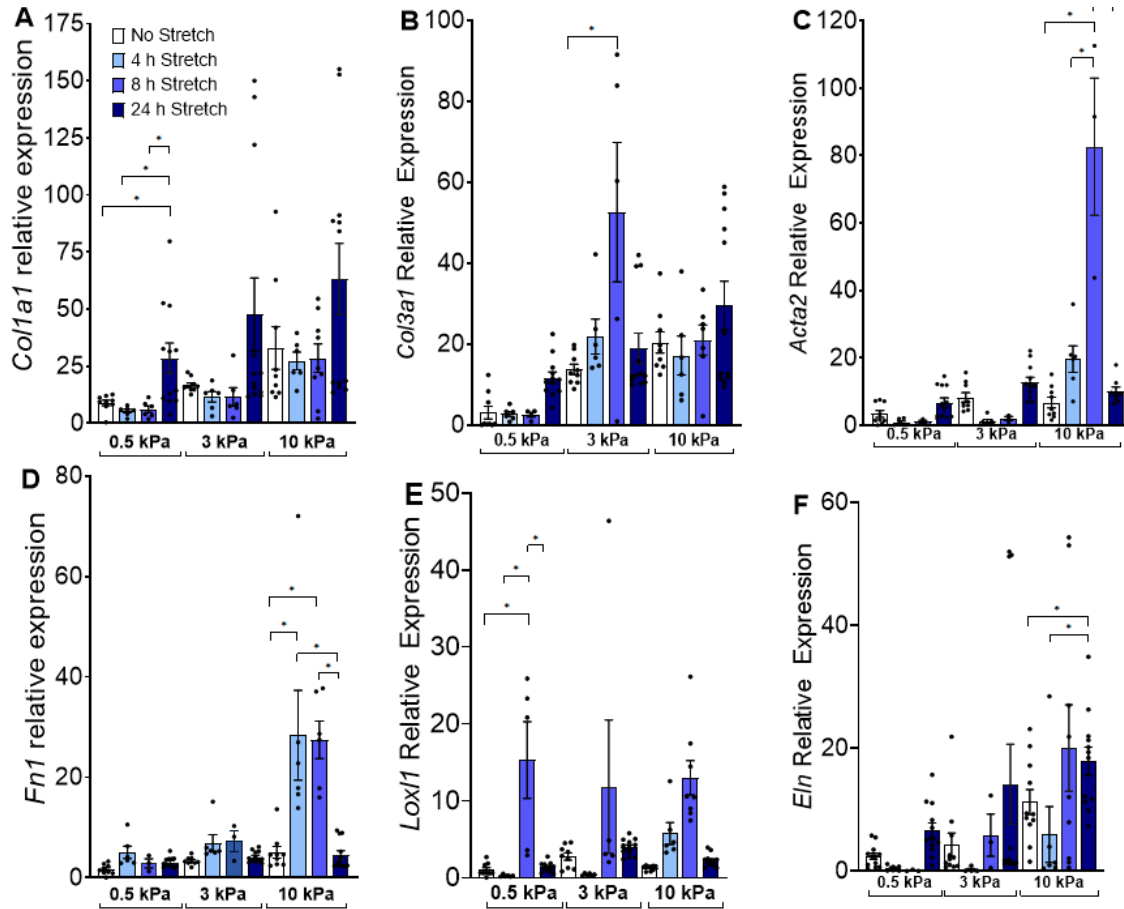 A
Col1a1 relative expression
175
150
125
100
75
50
25
0
No Stretch
4 h Stretch
8 h Stretch
24 h Stretch
*
*
*
0.5 kPa 3 kPa 10 kPa
B
Col3a1 Relative Expression
100
80
60
40
20
0
*
0.5 kPa 3 kPa 10 kPa
C
Acta2 Relative Expression
120
100
80
60
40
20
0
*
*
0.5 kPa 3 kPa 10 kPa
D
Fn1 relative expression
80
60
40
20
0
*
*
*
*
0.5 kPa 3 kPa 10 kPa
E
Loxl1 Relative Expression
50
40
30
20
10
0
*
*
*
0.5 kPa 3 kPa 10 kPa
F
Eln Relative Expression
60
40
20
0
*
*
0.5 kPa 3 kPa 10 kPa